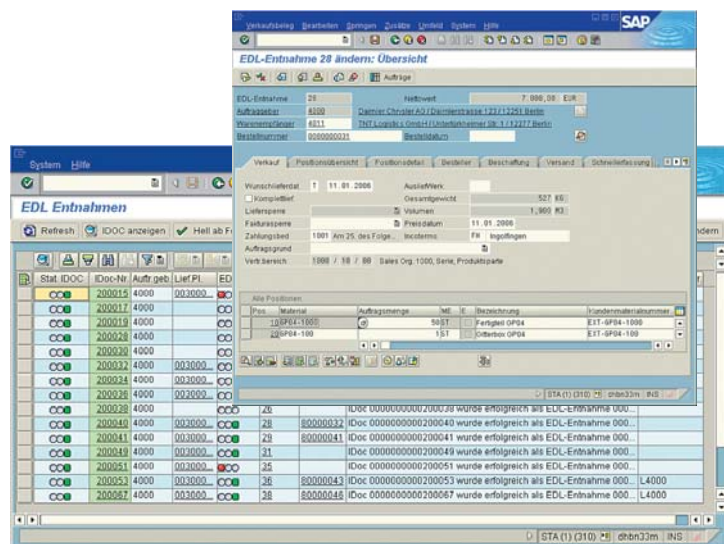 Verkaufsbeleg Bearbeiten Springen Zusätze Umfeld System Hilfe
SAP
EDL-Entnahme 28 ändern: Übersicht
Aufträge
EDL-Entnahme 28 Nettowert 7.000,00 EUR
Auftraggeber 4000 Daimler Chrysler AG / Daimlerstrasse 123 / 12251 Berlin
Warenempfänger 4011 TNT Logistics GmbH / Untertürkheimer Str. 1 / 12277 Berlin
Bestellnummer 0000000031 Bestelldatum
Verkauf Positionsübersicht Positionsdetail Besteller Beschaffung Versand Schnellerfassung
Wunschlieferdat T 11.01.2006 AusliefWerk
Komplettlief. Gesamtgewicht 527 KG
Liefersperre Volumen 1,900 M3
Fakturasperre Preisdatum 11.01.2006
Zahlungsbed 1001 Am 25. des Folge... Incoterms FH Ingolfingen
Auftragsgrund
Vertr.bereich 1000 / 10 / 00 Sales Org. 1000, Serie, Produktsparte
Alle Positionen
Pos Material Auftragsmenge ME E Bezeichnung Kundenmaterialnummer
10 GP04-1000 50 ST Fertigteil GP04 EXT-GP04-1000
20 GP04-100 1 ST Gitterbox GP04 EXT-GP04-100
STA (1) (310) dhbn33m INS
System Hilfe
EDL Entnahmen
Refresh IDOC anzeigen Hell ab
Stat. IDOC IDoc-Nr. Auftr.geb Lief.Pl.
200015 4000 003000...
200017 4000
200019 4000
200028 4000
200030 4000
200032 4000 003000...
200034 4000 003000...
200036 4000 003000...
200038 4000 26 IDoc 0000000000200038 wurde erfolgreich als EDL-Entnahme 000...
200040 4000 003000... 28 80000032 IDoc 0000000000200040 wurde erfolgreich als EDL-Entnahme 000...
200041 4000 003000... 29 80000041 IDoc 0000000000200041 wurde erfolgreich als EDL-Entnahme 000...
200049 4000 003000... 31 IDoc 0000000000200049 wurde erfolgreich als EDL-Entnahme 000...
200051 4000 003000... 35 IDoc 0000000000200051 wurde erfolgreich als EDL-Entnahme 000...
200053 4000 003000... 36 80000043 IDoc 0000000000200053 wurde erfolgreich als EDL-Entnahme 000... L4000
200067 4000 003000... 38 80000046 IDoc 0000000000200067 wurde erfolgreich als EDL-Entnahme 000... L4000
STA (1) (310) dhbn33m INS